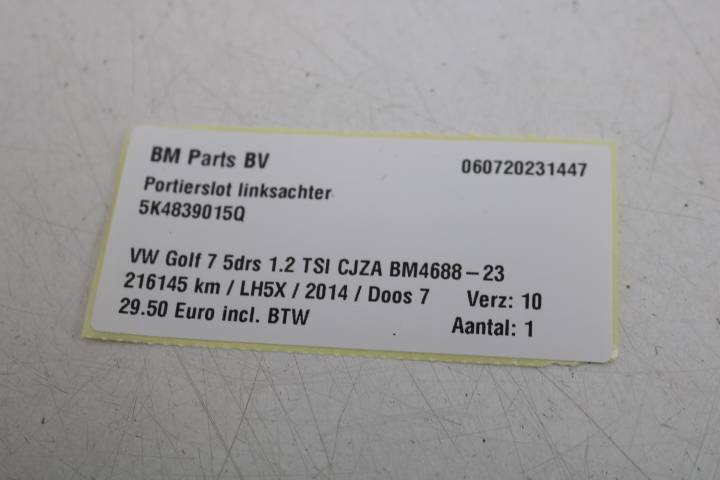 BM Parts BV 060720231447
Portierslot linksachter
5K4839015Q
VW Golf 7 5drs 1.2 TSI CJZA BM4688-23
216145 km / LH5X / 2014 / Doos 7 Verz: 10
29.50 Euro incl. BTW Aantal: 1